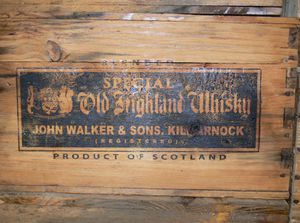 BLENDED
SPECIAL
Old Highland Whisky
JOHN WALKER & SONS. KILMARNOCK
(REGISTERED)
PRODUCT OF SCOTLAND